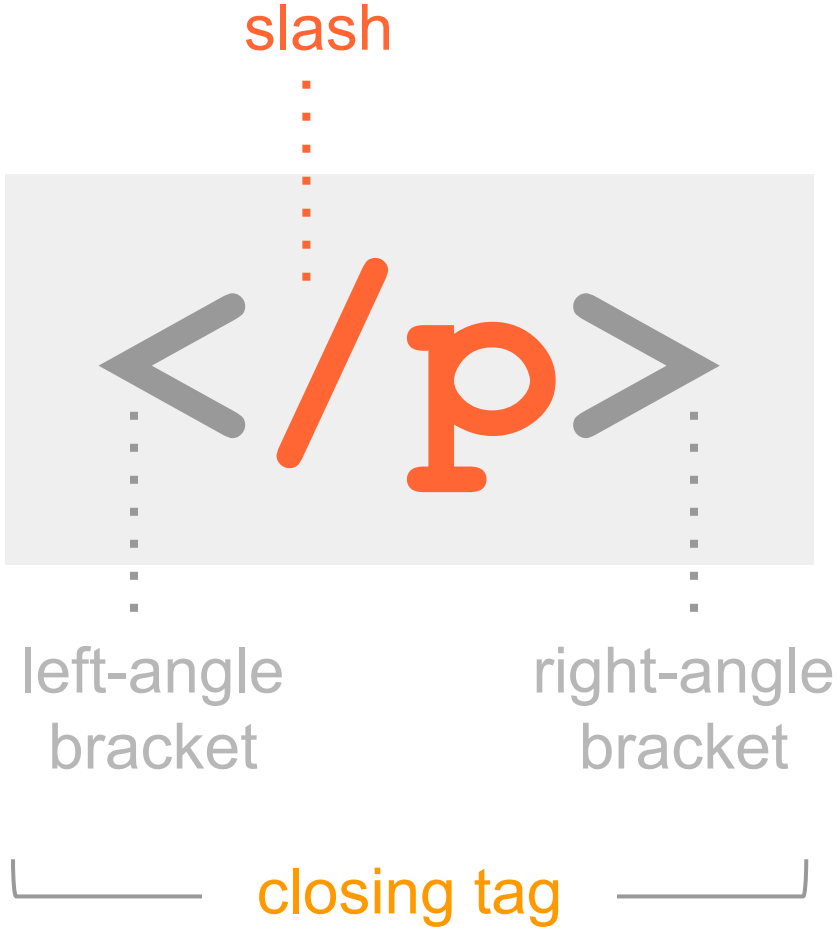 slash
</p>
left-angle
bracket
right-angle
bracket
closing tag